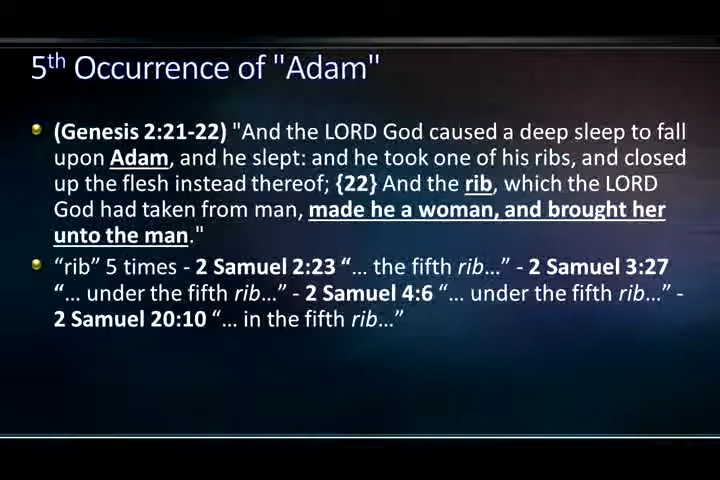 5th Occurrence of "Adam"
(Genesis 2:21-22) "And the LORD God caused a deep sleep to fall
upon Adam, and he slept: and he took one of his ribs, and closed
up the flesh instead thereof; {22} And the rib, which the LORD
God had taken from man, made he a woman, and brought her
unto the man."
“rib” 5 times - 2 Samuel 2:23 “… the fifth rib…” - 2 Samuel 3:27
“… under the fifth rib…” - 2 Samuel 4:6 “… under the fifth rib…” -
2 Samuel 20:10 “… in the fifth rib…”